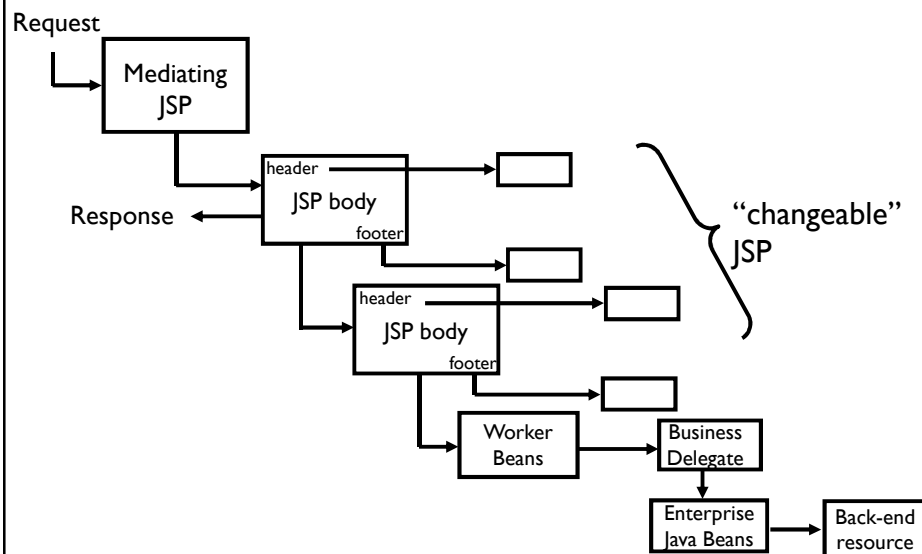 Request
Mediating
JSP
header
JSP body
footer
Response
“changeable”
JSP
header
JSP body
footer
Worker
Beans
Business
Delegate
Enterprise
Java Beans
Back-end
resource